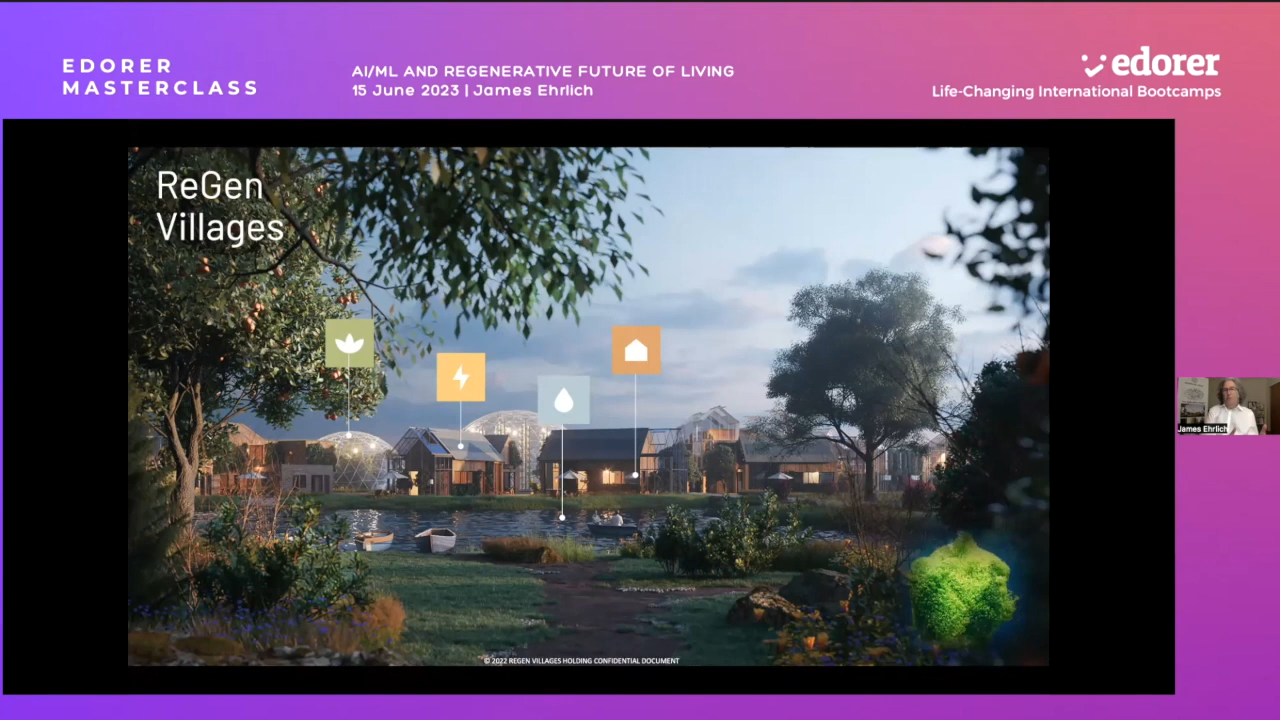 EDORER
MASTERCLASS
AI/ML AND REGENERATIVE FUTURE OF LIVING
15 June 2023 | James Ehrlich
edorer
Life-Changing International Bootcamps
ReGen
Villages
James Ehrlich
© 2022 REGEN VILLAGES HOLDING CONFIDENTIAL DOCUMENT